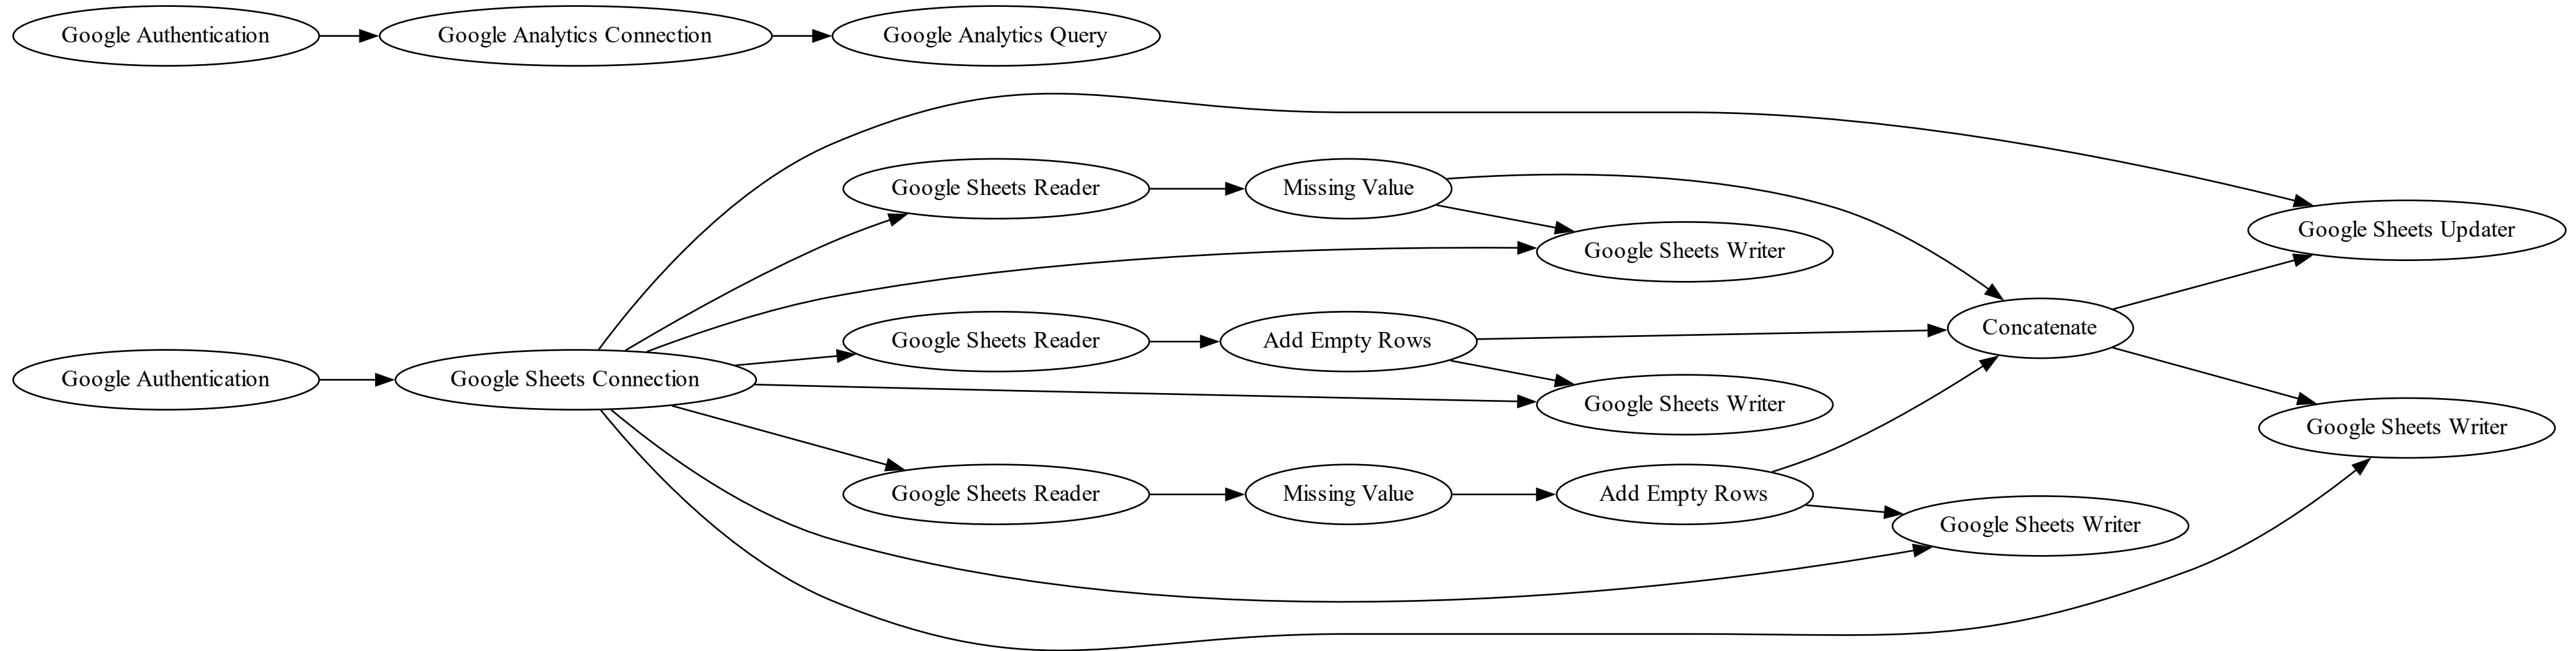 Google Authentication
Google Analytics Connection
Google Analytics Query
Google Sheets Reader
Missing Value
Google Sheets Updater
Google Sheets Writer
Concatenate
Google Sheets Reader
Add Empty Rows
Google Authentication
Google Sheets Connection
Google Sheets Writer
Google Sheets Writer
Google Sheets Reader
Missing Value
Add Empty Rows
Google Sheets Writer